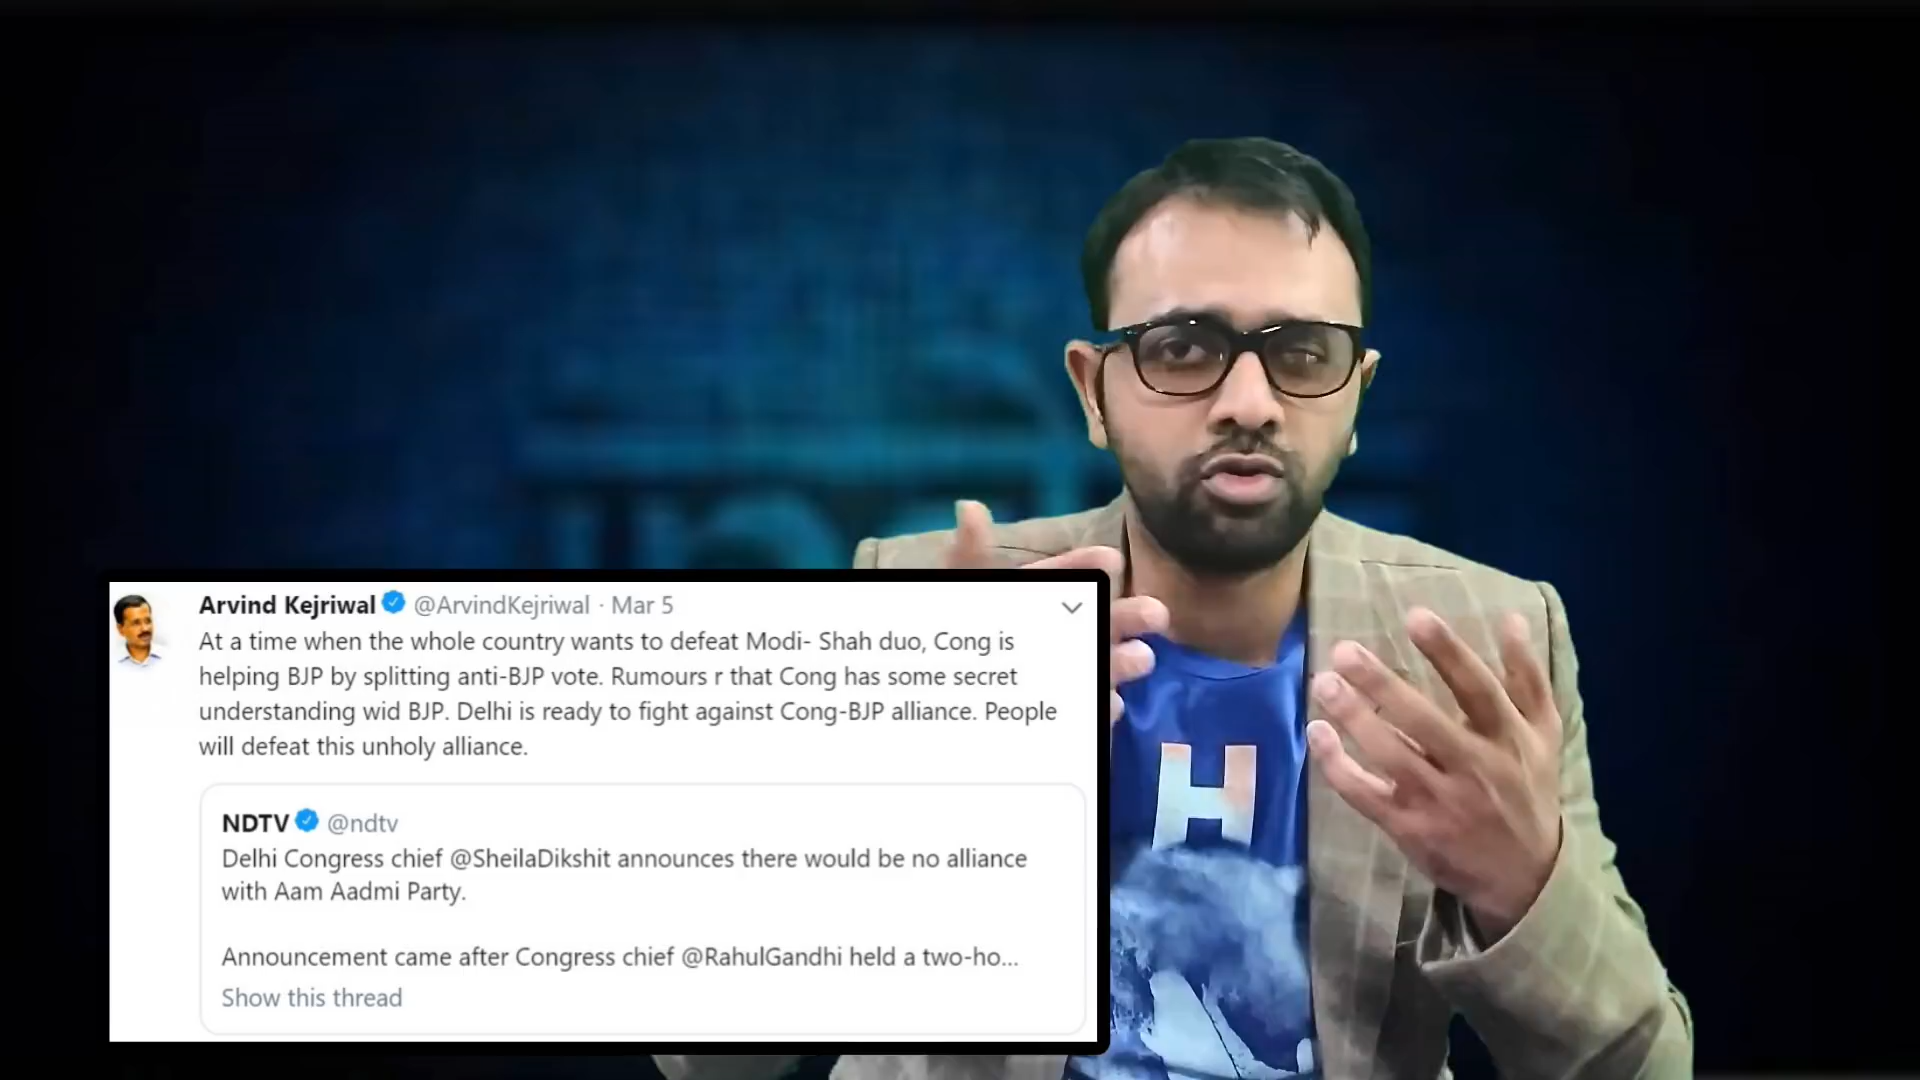 Arvind Kejriwal @ArvindKejriwal · Mar 5
At a time when the whole country wants to defeat Modi- Shah duo, Cong is
helping BJP by splitting anti-BJP vote. Rumours r that Cong has some secret
understanding wid BJP. Delhi is ready to fight against Cong-BJP alliance. People
will defeat this unholy alliance.
NDTV @ndtv
Delhi Congress chief @SheilaDikshit announces there would be no alliance
with Aam Aadmi Party.
Announcement came after Congress chief @RahulGandhi held a two-ho...
Show this thread
H